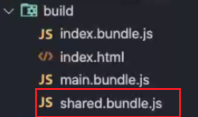 build
JS index.bundle.js
<> index.html
JS main.bundle.js
JS shared.bundle.js